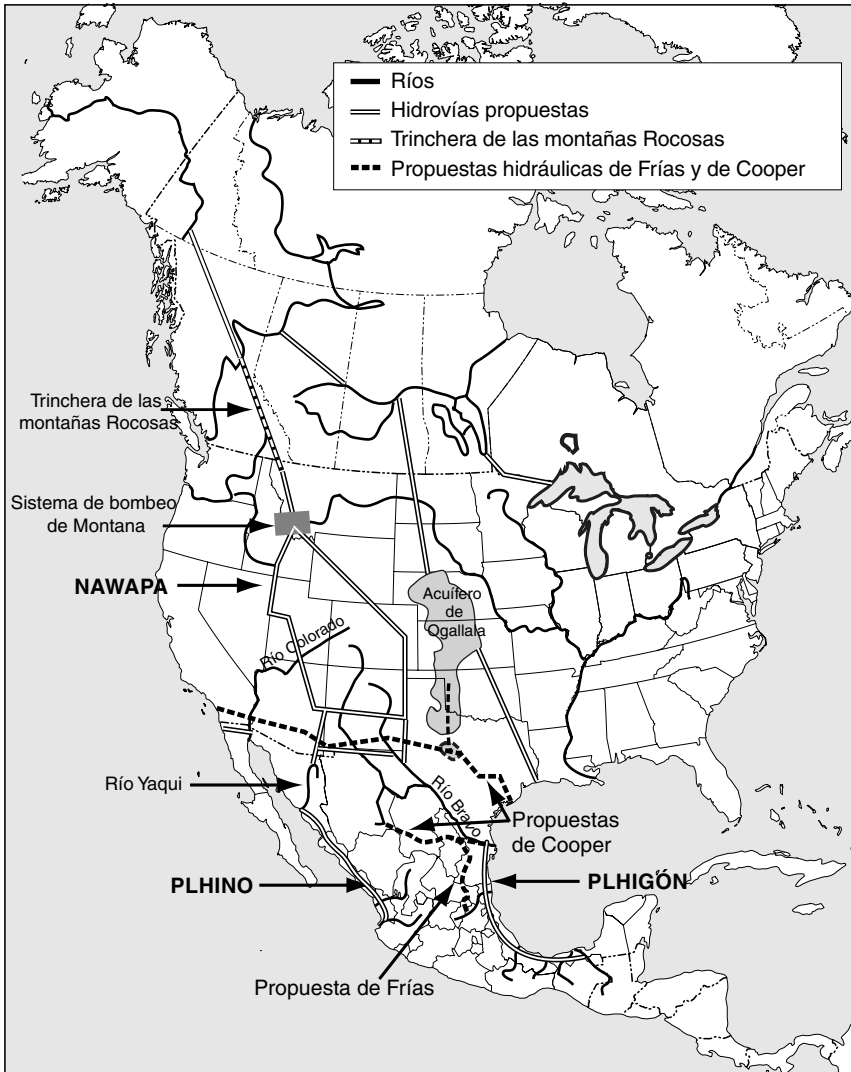 Ríos
Hidrovías propuestas
Trinchera de las montañas Rocosas
Propuestas hidráulicas de Frías y de Cooper
Trinchera de las
montañas Rocosas
Sistema de bombeo
de Montana
NAWAPA
Acuífero
de
Ogallala
Río Colorado
Río Yaqui
Río Bravo
Propuestas
de Cooper
PLHINO
PLHIGÓN
Propuesta de Frías